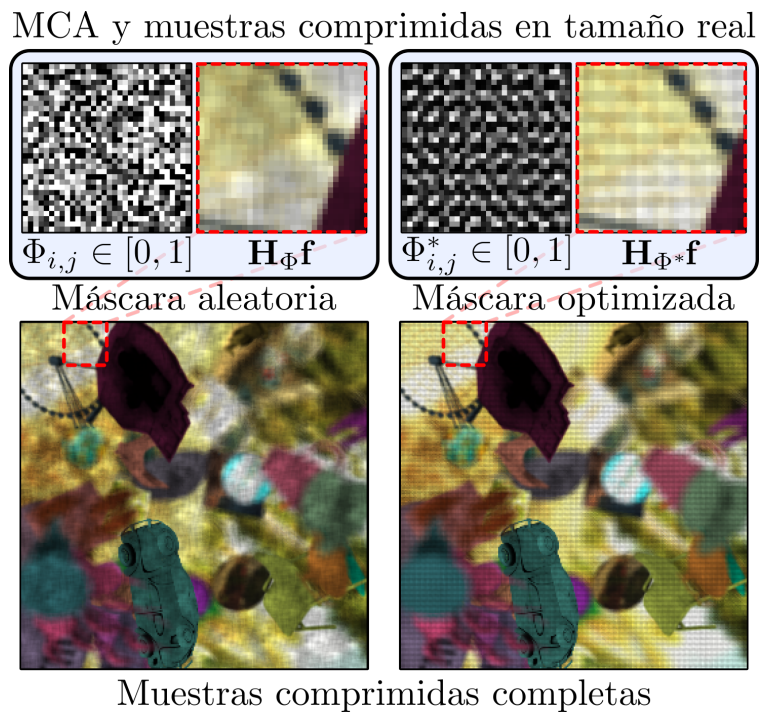 MCA y muestras comprimidas en tamaño real
Φ_{i,j} ∈ [0, 1] H_Φ f Φ*_{i,j} ∈ [0, 1] H_{Φ*} f
Máscara aleatoria Máscara optimizada
Muestras comprimidas completas